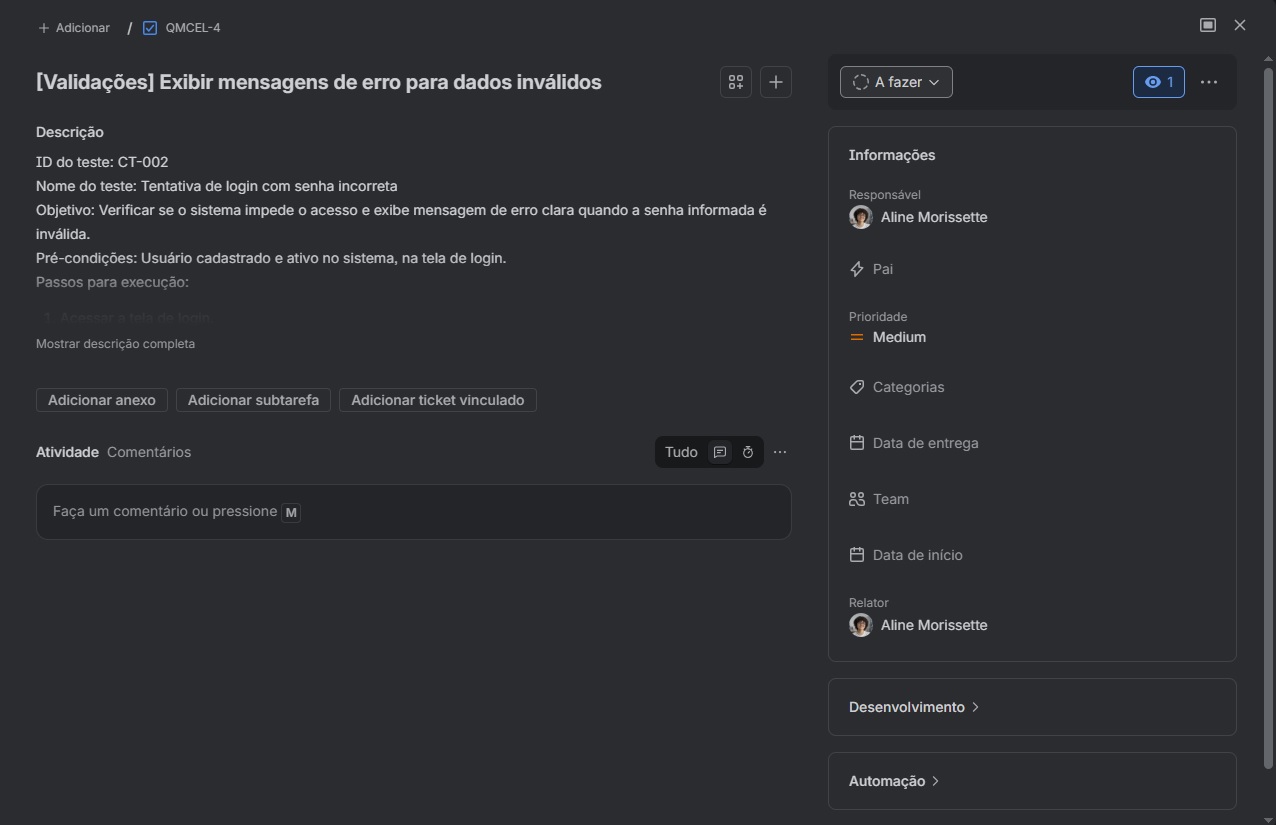 Adicionar / QMCEL-4
[Validações] Exibir mensagens de erro para dados inválidos
Descrição
ID do teste: CT-002
Nome do teste: Tentativa de login com senha incorreta
Objetivo: Verificar se o sistema impede o acesso e exibe mensagem de erro clara quando a senha informada é
inválida.
Pré-condições: Usuário cadastrado e ativo no sistema, na tela de login.
Passos para execução:
1. Acessar a tela de login.
Mostrar descrição completa
Adicionar anexo Adicionar subtarefa Adicionar ticket vinculado
Atividade Comentários Tudo
Faça um comentário ou pressione M
A fazer 1
Informações
Responsável
Aline Morissette
Pai
Prioridade
Medium
Categorias
Data de entrega
Team
Data de início
Relator
Aline Morissette
Desenvolvimento
Automação